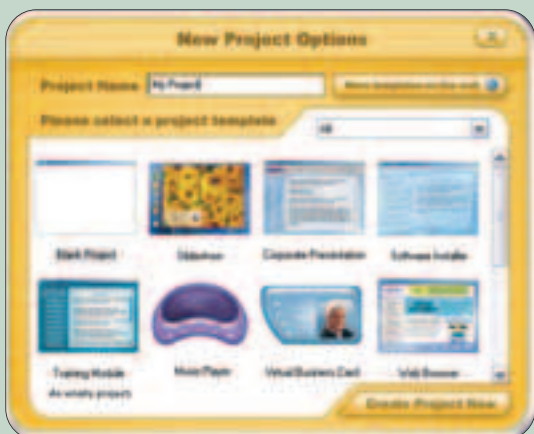 New Project Options
Project Name My Project
More templates on the web
Please select a project template
All
Blank Project Slideshow Corporate Presentation Software Installer
Training Module Music Player Virtual Business Card Web Browser
An empty project
Create Project Now